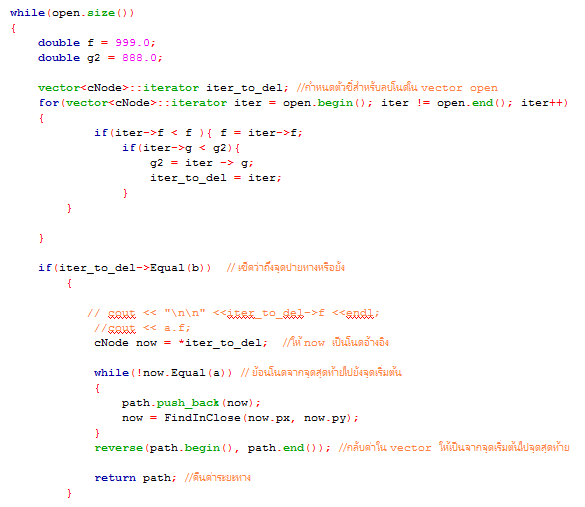 while(open.size())
{
double f = 999.0;
double g2 = 888.0;
vector<cNode>::iterator iter_to_del; //กำหนดตัวชี้สำหรับลบโนดใน vector open
for(vector<cNode>::iterator iter = open.begin(); iter != open.end(); iter++)
{
if(iter->f < f ){ f = iter->f;
if(iter->g < g2){
g2 = iter -> g;
iter_to_del = iter;
}
}
}
if(iter_to_del->Equal(b)) // เช็คว่าถึงจุดปายทางหรือยัง
{
// cout << "\n\n" <<iter_to_del->f <<endl;
//cout << a.f;
cNode now = *iter_to_del; //ให้ now เป็นโนดอ้างอิง
while(!now.Equal(a)) // ย้อนโนดจากจุดสุดท้ายไปยังจุดเริ่มต้น
{
path.push_back(now);
now = FindInClose(now.px, now.py);
}
reverse(path.begin(), path.end()); //กลับค่าใน vector ให้เป็นจากจุดเริ่มต้นไปจุดสุดท้าย
return path; //คืนค่าระยะทาง
}